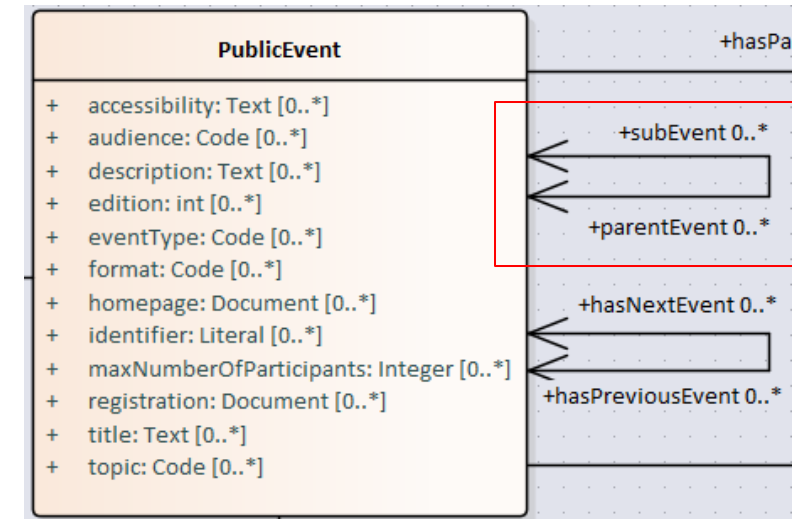 PublicEvent
+ accessibility: Text [0..*]
+ audience: Code [0..*]
+ description: Text [0..*]
+ edition: int [0..*]
+ eventType: Code [0..*]
+ format: Code [0..*]
+ homepage: Document [0..*]
+ identifier: Literal [0..*]
+ maxNumberOfParticipants: Integer [0..*]
+ registration: Document [0..*]
+ title: Text [0..*]
+ topic: Code [0..*]
+hasPa
+subEvent 0..*
+parentEvent 0..*
+hasNextEvent 0..*
+hasPreviousEvent 0..*